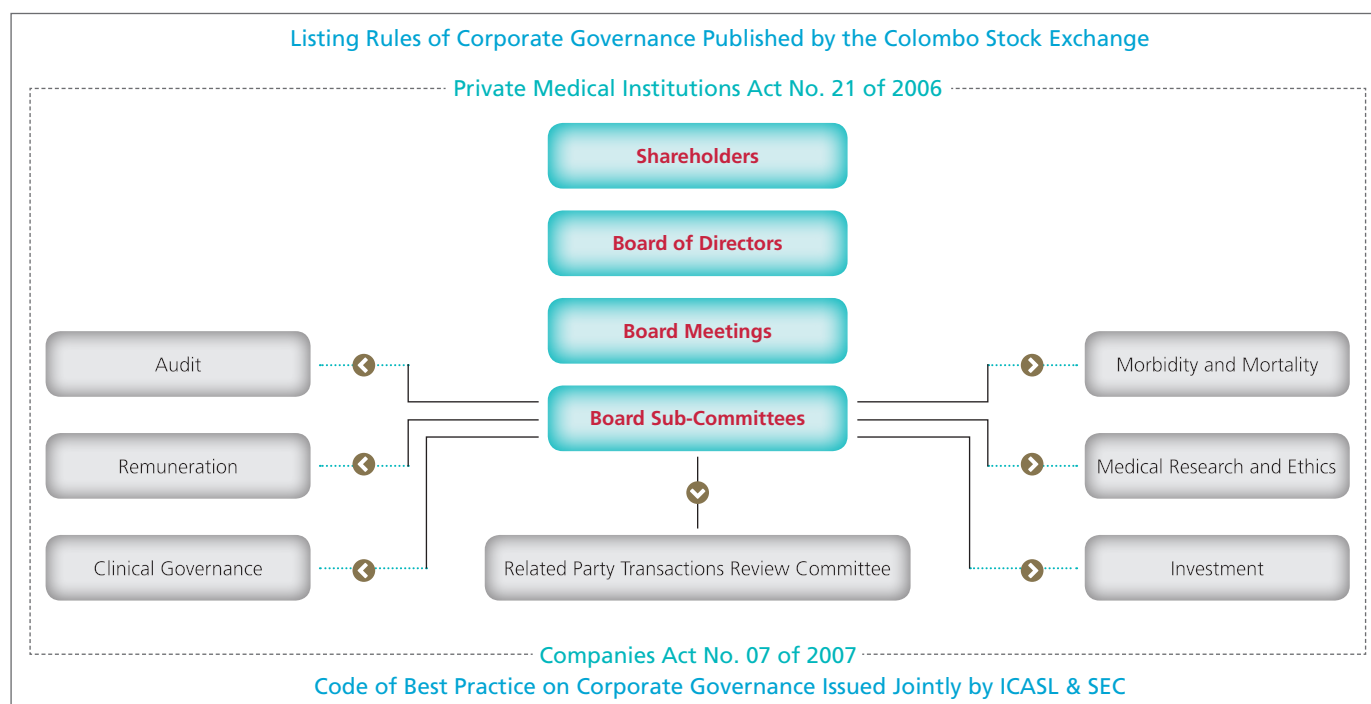 Listing Rules of Corporate Governance Published by the Colombo Stock Exchange
Private Medical Institutions Act No. 21 of 2006
Shareholders
Board of Directors
Board Meetings
Audit
Morbidity and Mortality
Board Sub-Committees
Remuneration
Medical Research and Ethics
Clinical Governance
Related Party Transactions Review Committee
Investment
Companies Act No. 07 of 2007
Code of Best Practice on Corporate Governance Issued Jointly by ICASL & SEC